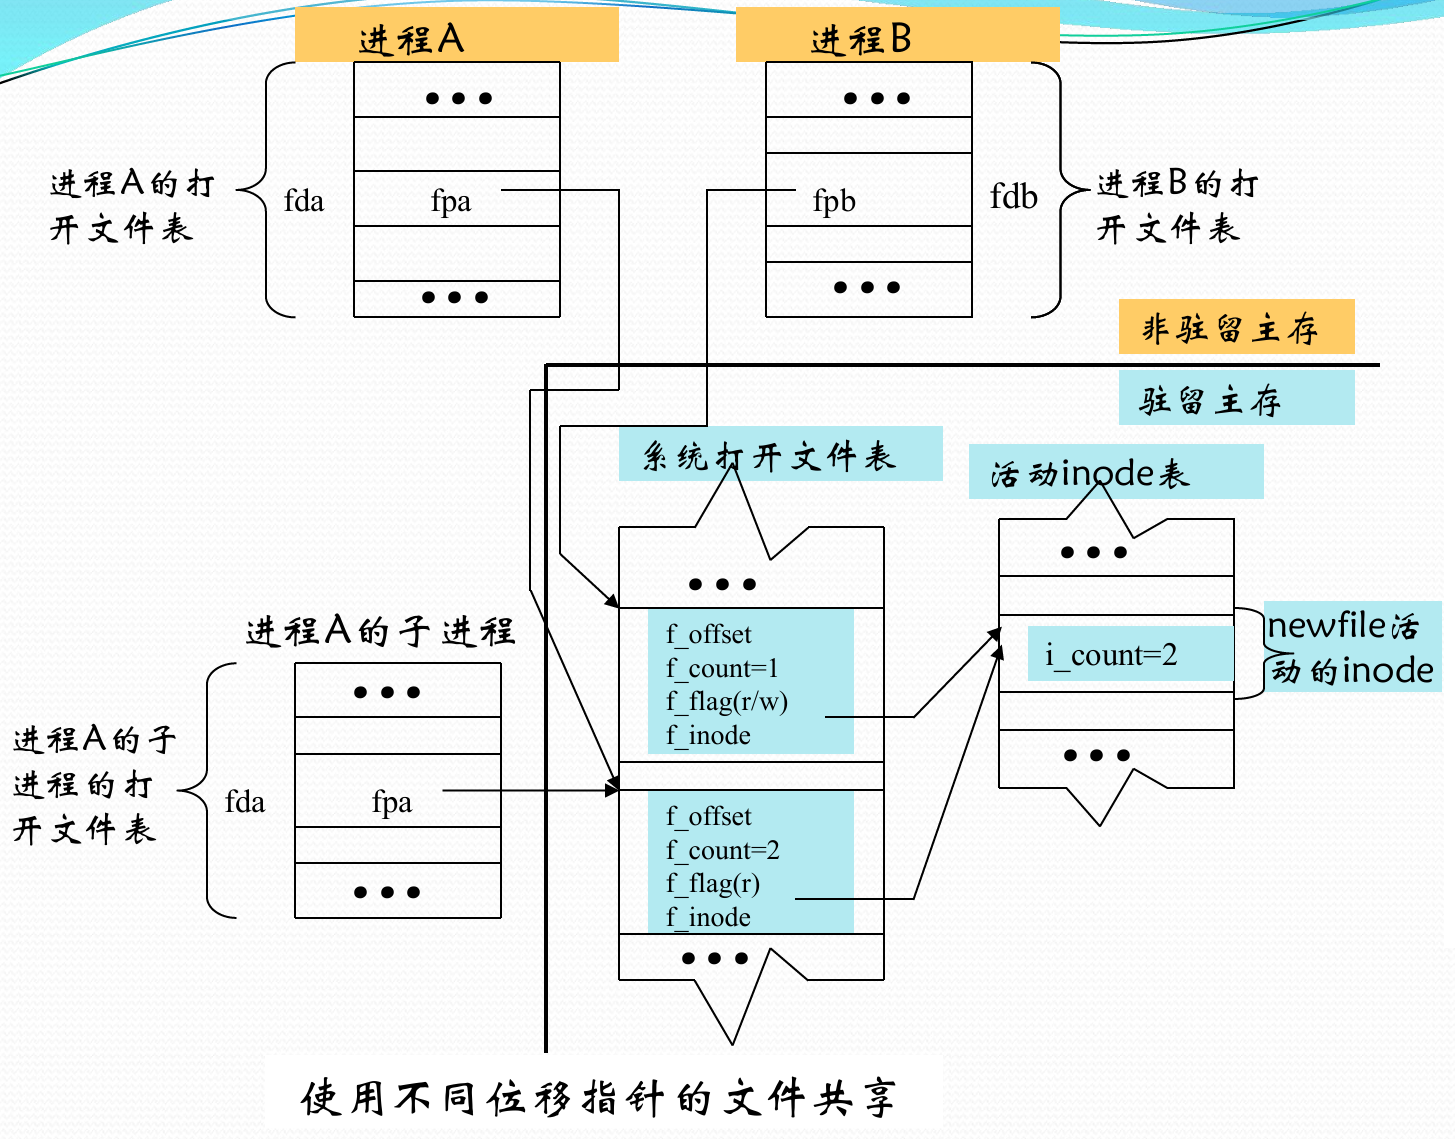 进程A
进程B
•••
•••
进程A的打
开文件表
fda
fpa
fpb
fdb
进程B的打
开文件表
•••
•••
非驻留主存
驻留主存
系统打开文件表
活动inode表
•••
•••
进程A的子进程
f_offset
f_count=1
f_flag(r/w)
f_inode
i_count=2
newfile活
动的inode
•••
•••
进程A的子
进程的打
开文件表
fda
fpa
f_offset
f_count=2
f_flag(r)
f_inode
•••
•••
使用不同位移指针的文件共享